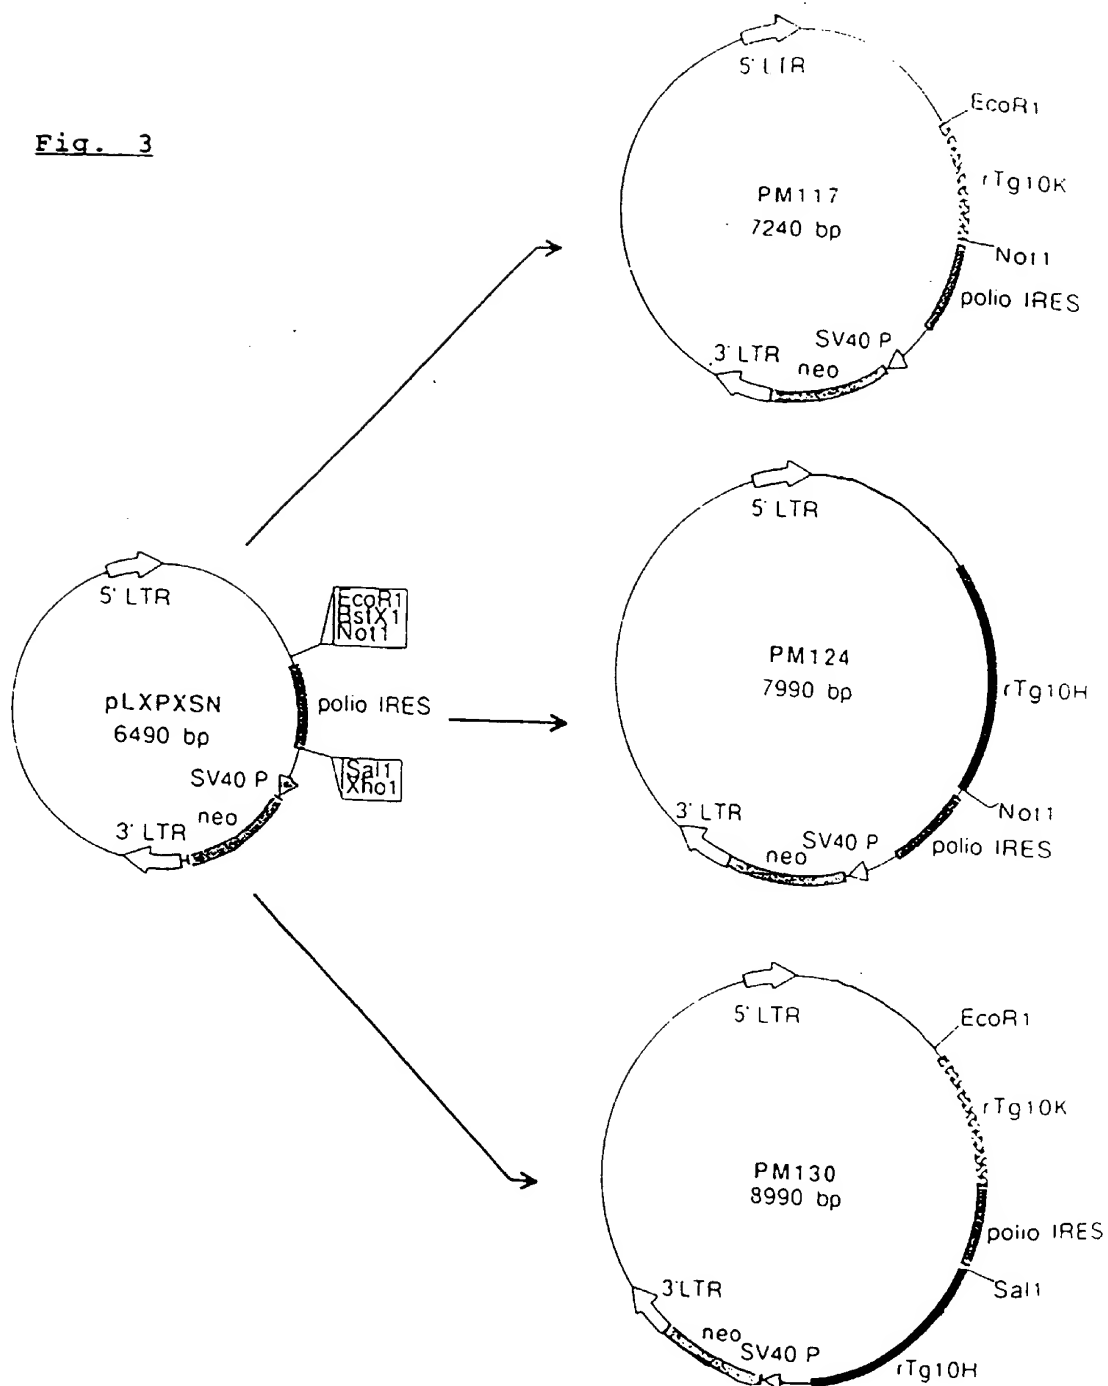 Fig. 3
5' LTR
EcoR1
rTg10K
PM117
7240 bp
Not1
polio IRES
SV40 P
3' LTR
neo
5' LTR
PM124
7990 bp
rTg10H
Not1
3' LTR
neo
SV40 P
polio IRES
5' LTR
EcoR1
BstX1
Not1
pLXPXSN
6490 bp
polio IRES
SV40 P
Sal1
Xho1
neo
3' LTR
5' LTR
EcoR1
rTg10K
PM130
8990 bp
polio IRES
Sal1
3'LTR
neo
SV40 P
rTg10H